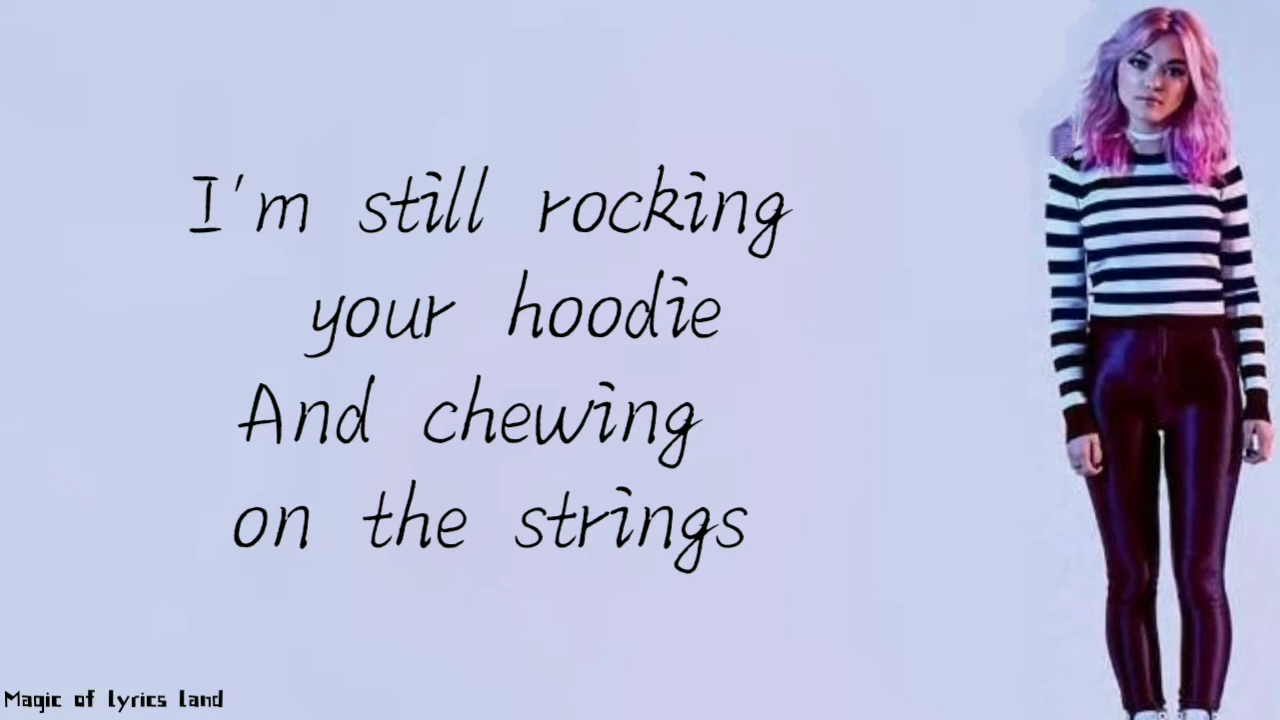 I'm still rocking
your hoodie
And chewing
on the strings
Magic of lyrics land